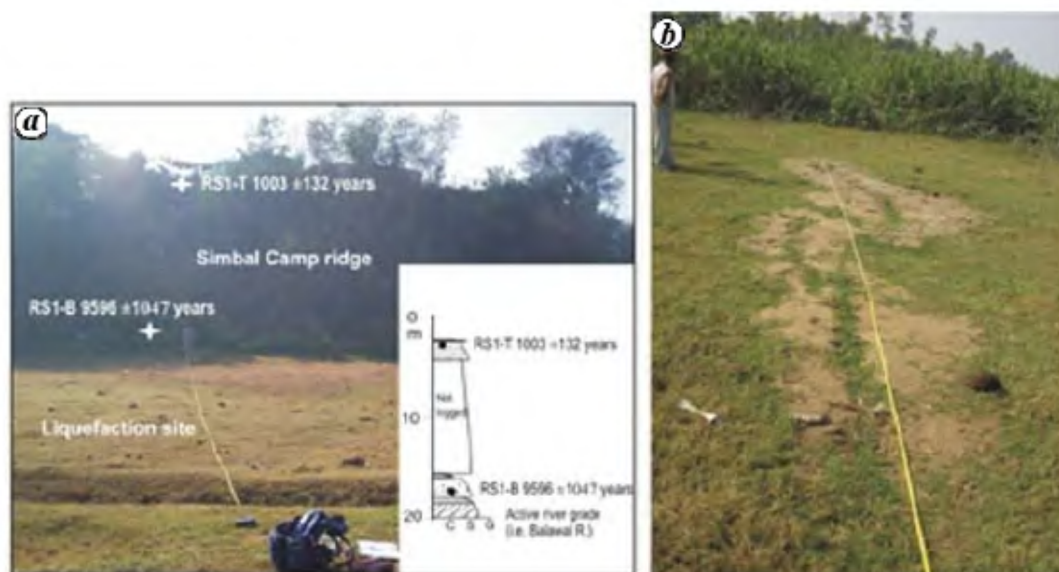 a
RS1-T 1003 ±132 years
Simbal Camp ridge
RS1-B 9596 ±1047 years
Liquefaction site
0
m
RS1-T 1003 ±132 years
Not
logged
10
RS1-B 9596 ±1047 years
20
Active river grade
(i.e. Balawal R.)
C S G
b